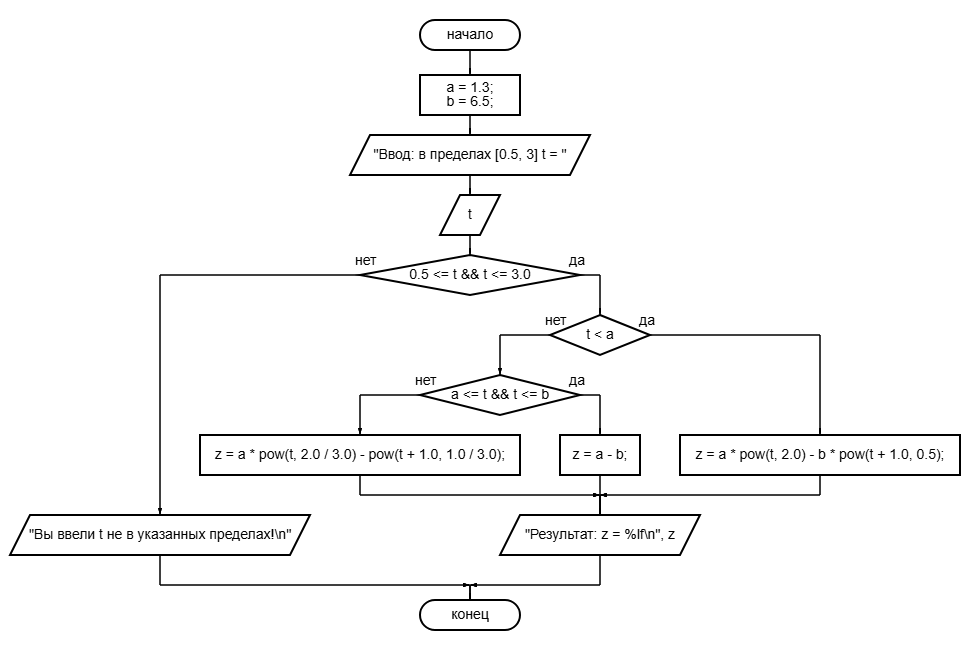 начало
a = 1.3;
b = 6.5;
"Ввод: в пределах [0.5, 3] t = "
t
нет
0.5 <= t && t <= 3.0
да
нет
t < a
да
нет
a <= t && t <= b
да
z = a * pow(t, 2.0 / 3.0) - pow(t + 1.0, 1.0 / 3.0);
z = a - b;
z = a * pow(t, 2.0) - b * pow(t + 1.0, 0.5);
"Вы ввели t не в указанных пределах!\n"
"Результат: z = %lf\n", z
конец